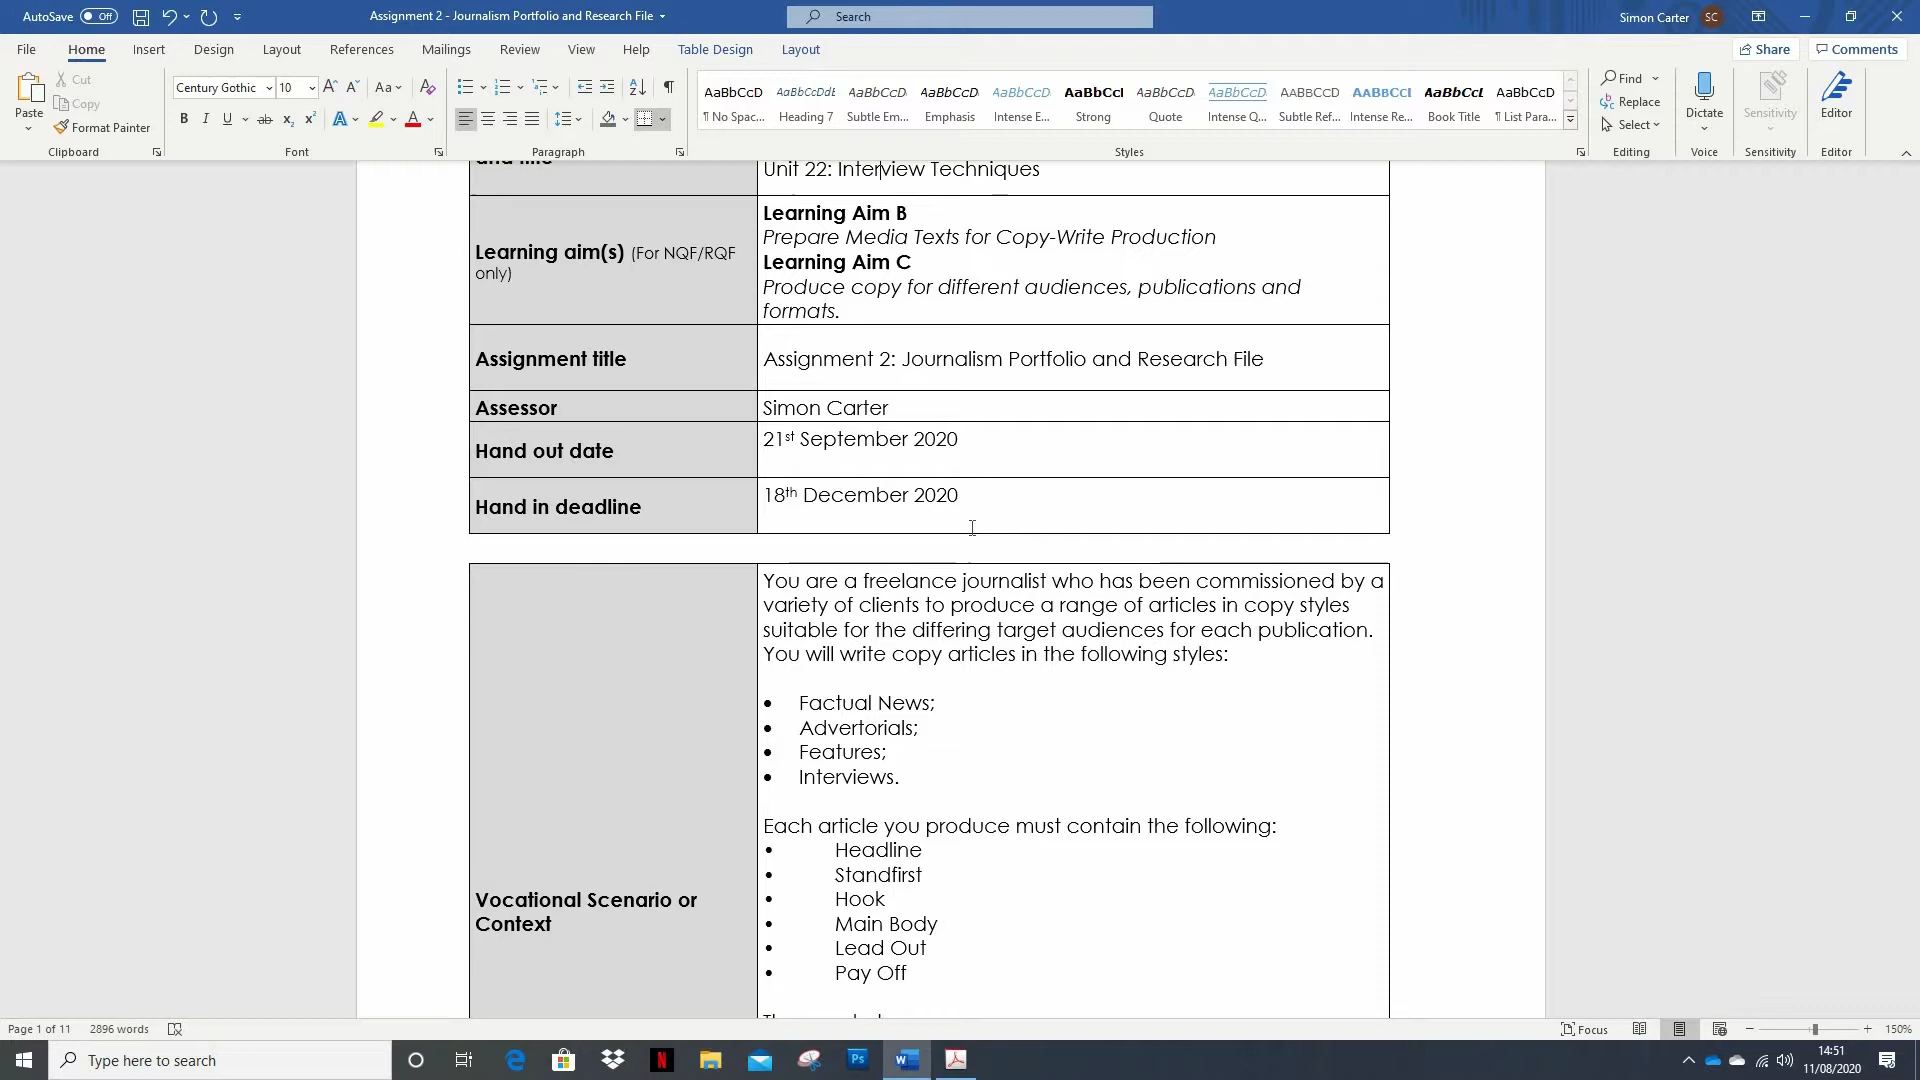 AutoSave Off
Assignment 2 - Journalism Portfolio and Research File
Search
Simon Carter SC
File Home Insert Design Layout References Mailings Review View Help Table Design Layout
Share Comments
Paste
Cut
Copy
Format Painter
Clipboard
Century Gothic 10
Font
Paragraph
AaBbCcD AaBbCcDdE AaBbCcD AaBbCcD AaBbCcD AaBbCcI AaBbCcD AaBbCcD AABBCCD AABBCCI AaBbCcL AaBbCcD
¶ No Spac... Heading 7 Subtle Em... Emphasis Intense E... Strong Quote Intense Q... Subtle Ref... Intense Re... Book Title ¶ List Para...
Styles
Find
Replace
Select
Editing
Dictate
Voice
Sensitivity
Sensitivity
Editor
Editor
and title
Unit 22: Interview Techniques
Learning aim(s) (For NQF/RQF
only)
Learning Aim B
Prepare Media Texts for Copy-Write Production
Learning Aim C
Produce copy for different audiences, publications and
formats.
Assignment title
Assignment 2: Journalism Portfolio and Research File
Assessor
Simon Carter
Hand out date
21st September 2020
Hand in deadline
18th December 2020
Vocational Scenario or
Context
You are a freelance journalist who has been commissioned by a
variety of clients to produce a range of articles in copy styles
suitable for the differing target audiences for each publication.
You will write copy articles in the following styles:
• Factual News;
• Advertorials;
• Features;
• Interviews.
Each article you produce must contain the following:
• Headline
• Standfirst
• Hook
• Main Body
• Lead Out
• Pay Off
Page 1 of 11 2896 words
Focus
150%
Type here to search
14:51
11/08/2020